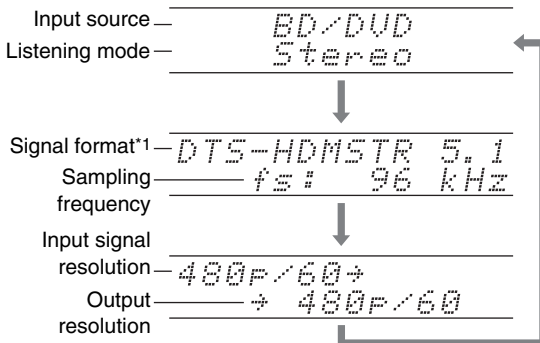 Input source
BD/DVD
Listening mode
Stereo
Signal format*1
DTS-HDMSTR 5.1
Sampling
frequency
fs: 96 kHz
Input signal
resolution
480p/60→
Output
resolution
→ 480p/60